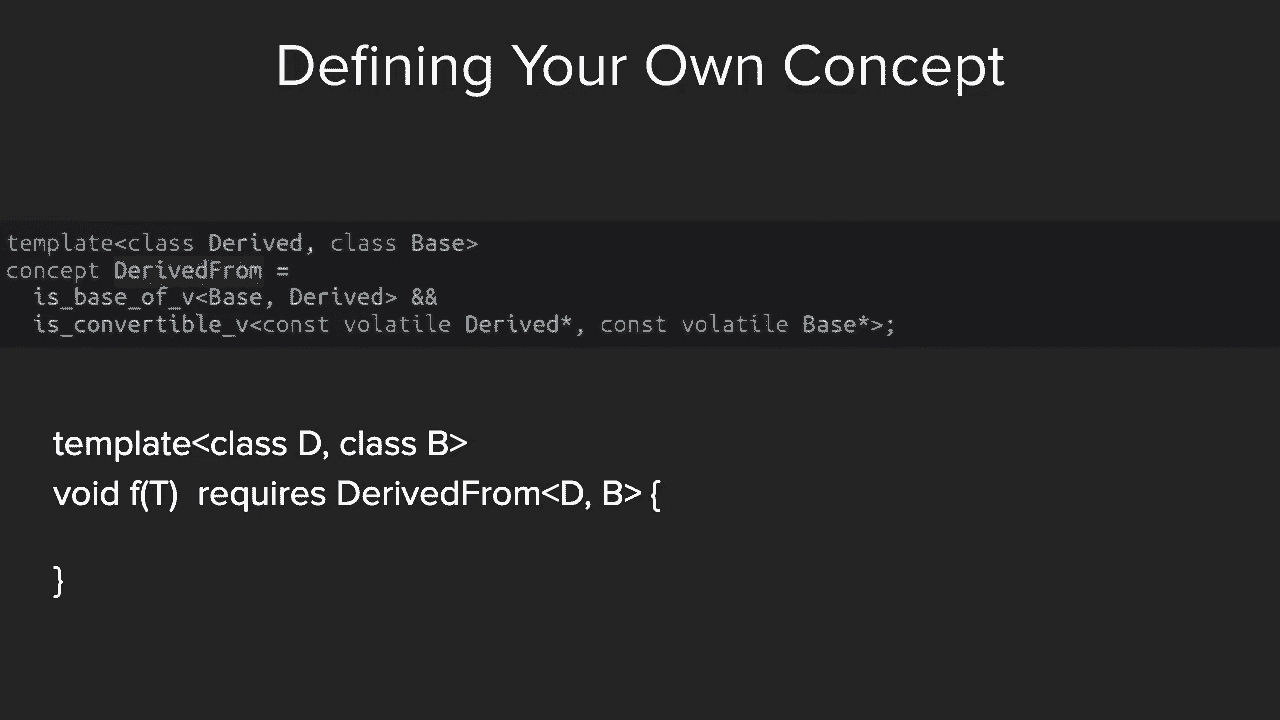 Defining Your Own Concept
template<class Derived, class Base>
concept DerivedFrom =
  is_base_of_v<Base, Derived> &&
  is_convertible_v<const volatile Derived*, const volatile Base*>;
template<class D, class B>
void f(T)  requires DerivedFrom<D, B> {
}